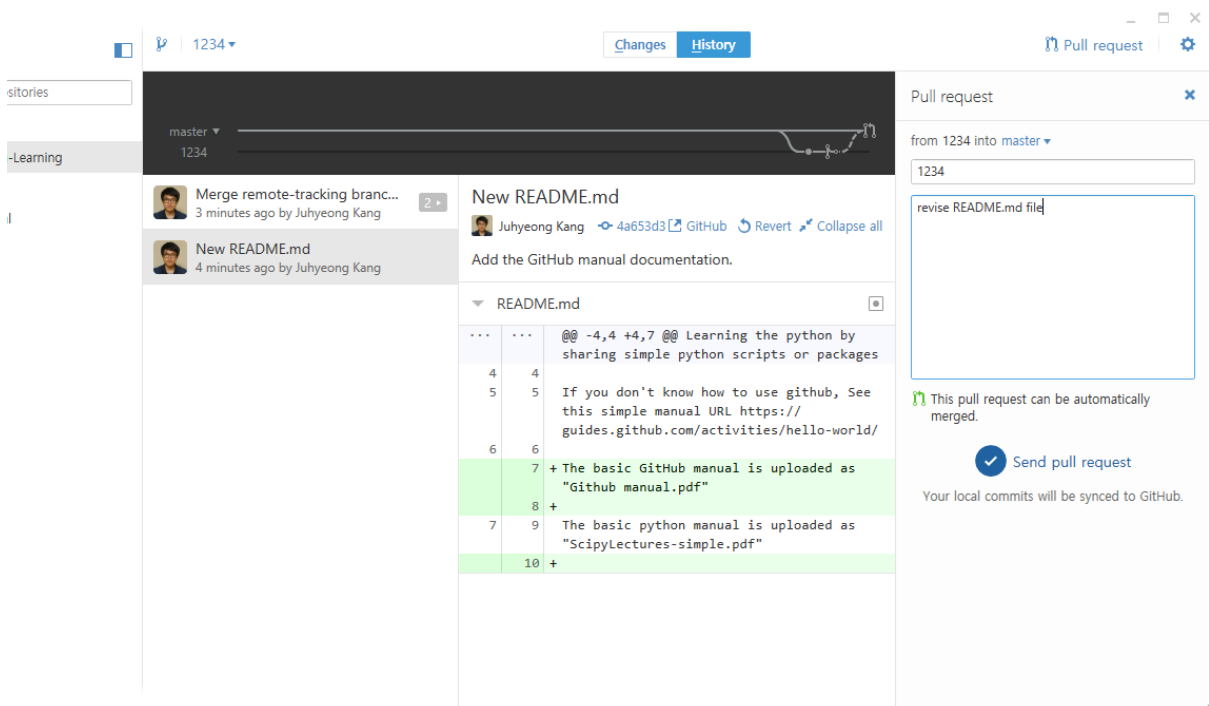 1234
Changes
History
Pull request
sitories
-Learning
master
1234
Merge remote-tracking branc...
2
3 minutes ago by Juhyeong Kang
New README.md
4 minutes ago by Juhyeong Kang
New README.md
Juhyeong Kang 4a653d3 GitHub Revert Collapse all
Add the GitHub manual documentation.
README.md
... ... @@ -4,4 +4,7 @@ Learning the python by
sharing simple python scripts or packages
4 4
5 5 If you don't know how to use github, See
this simple manual URL https://
guides.github.com/activities/hello-world/
6 6
7 + The basic GitHub manual is uploaded as
"Github manual.pdf"
8 +
7 9 The basic python manual is uploaded as
"ScipyLectures-simple.pdf"
10 +
Pull request
from 1234 into master
1234
revise README.md file
This pull request can be automatically
merged.
Send pull request
Your local commits will be synced to GitHub.